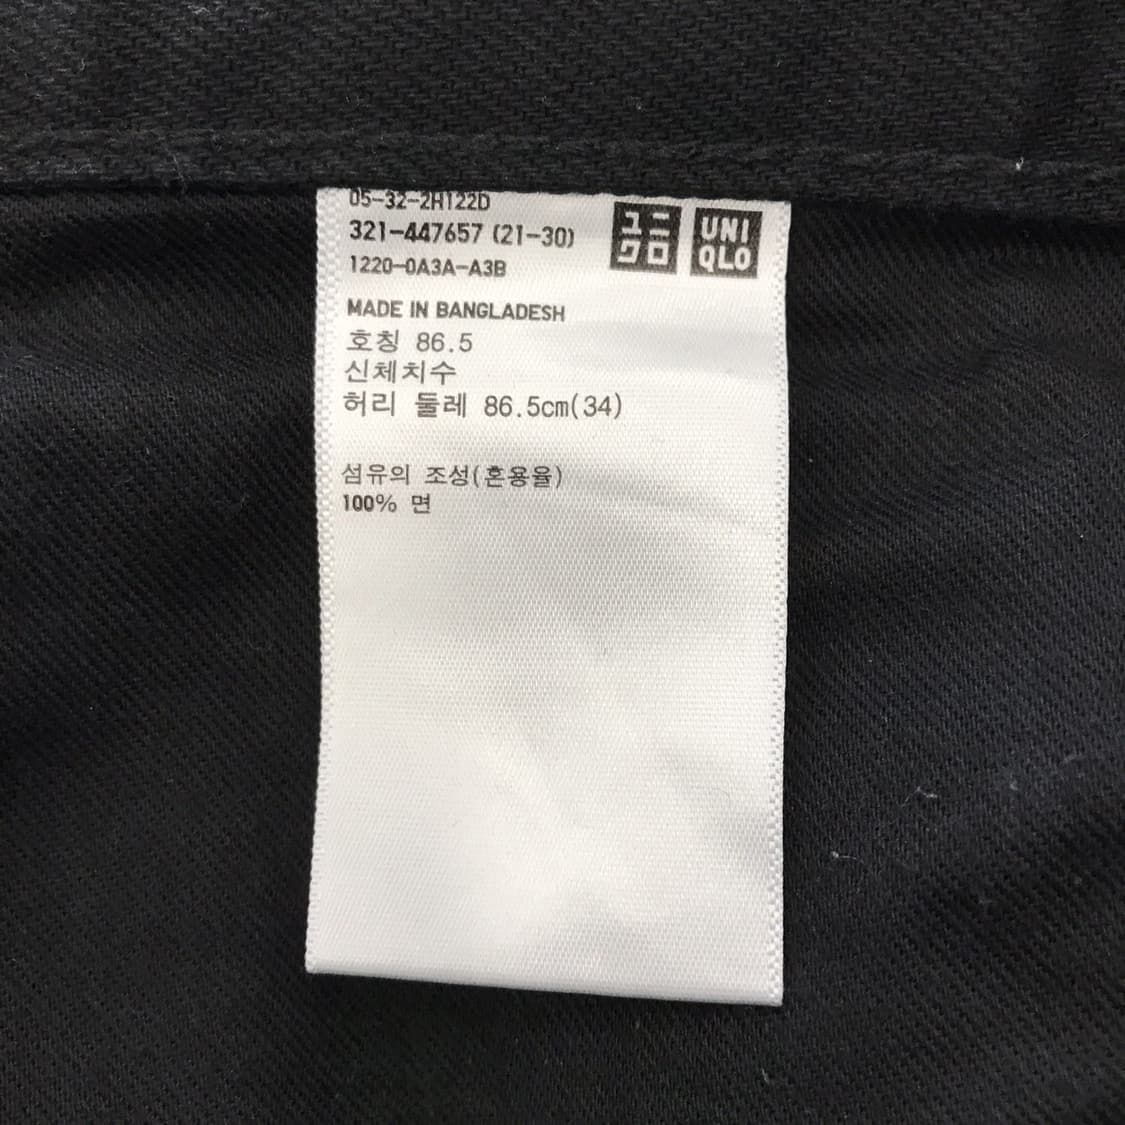 05-32-2H122D
321-447657 (21-30)
1220-0A3A-A3B
ユニ
クロ
UNI
QLO
MADE IN BANGLADESH
호칭 86.5
신체치수
허리 둘레 86.5cm(34)
섬유의 조성(혼용율)
100% 면